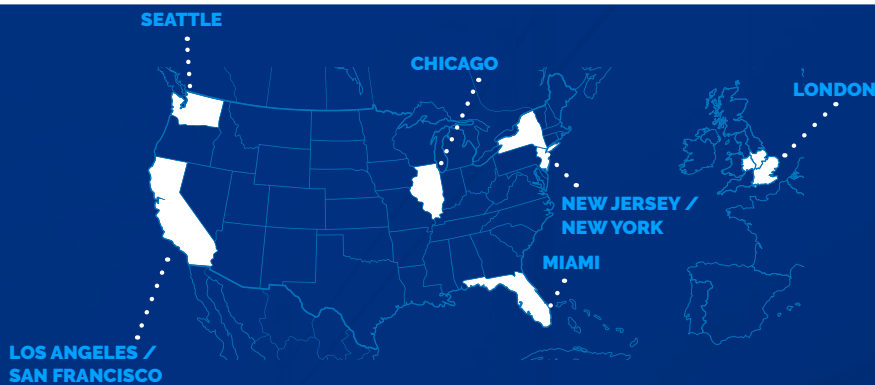 SEATTLE
CHICAGO
LONDON
NEW JERSEY /
NEW YORK
MIAMI
LOS ANGELES /
SAN FRANCISCO